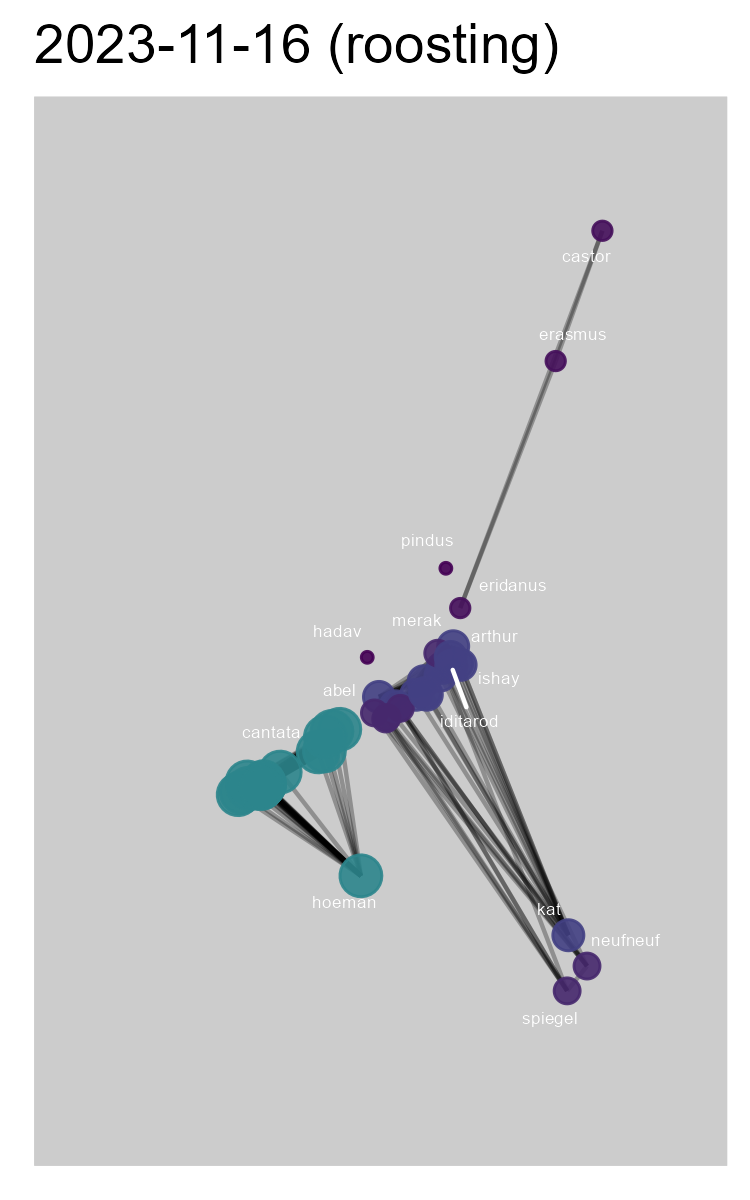 2023-11-16 (roosting)
castor
erasmus
pindus
eridanus
merak
hadav
arthur
ishay
abel
iditarod
cantata
hoeman
kat
neufneuf
spiegel